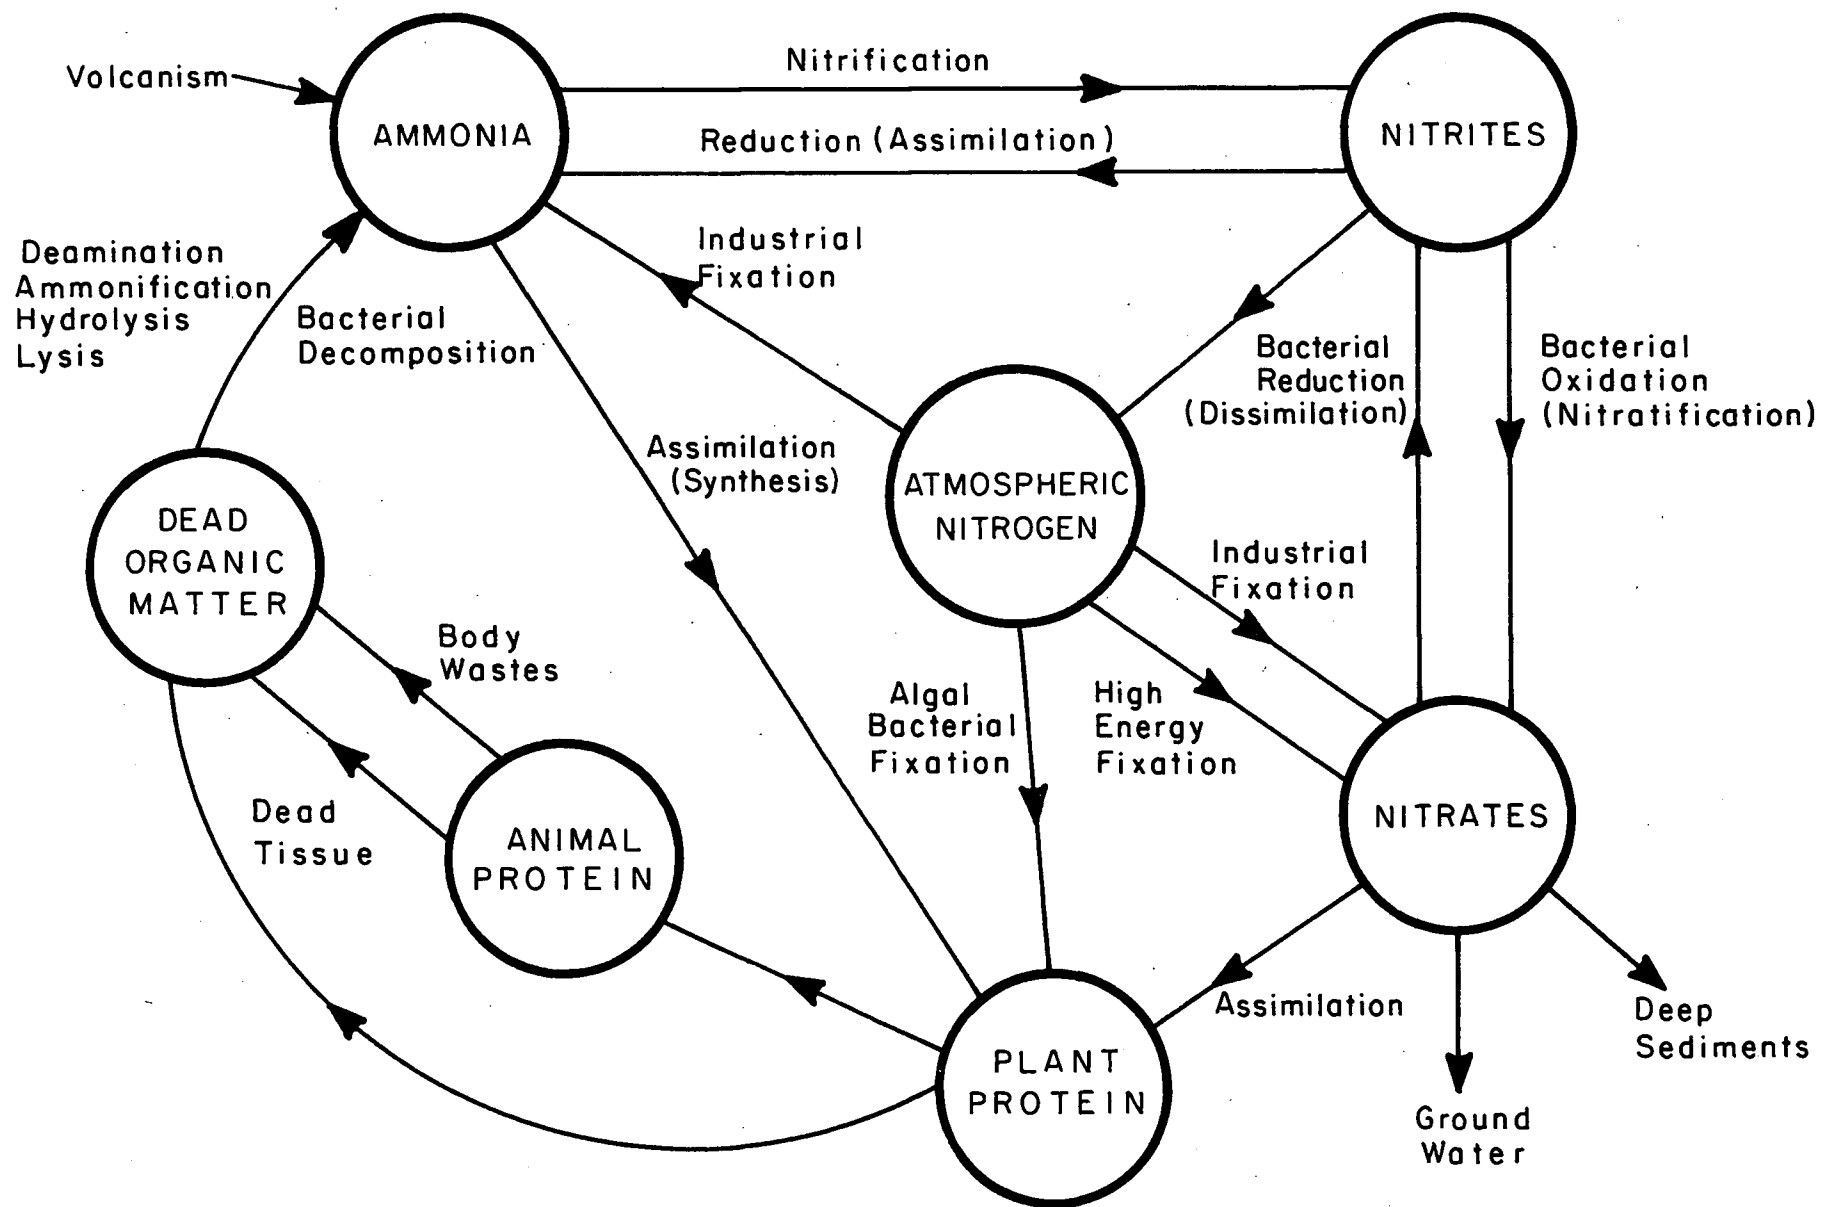 Volcanism
AMMONIA
Nitrification
Reduction (Assimilation)
NITRITES
Deamination
Ammonification
Hydrolysis
Lysis
Bacterial
Decomposition
Industrial
Fixation
Assimilation
(Synthesis)
Bacterial
Reduction
(Dissimilation)
Bacterial
Oxidation
(Nitratification)
ATMOSPHERIC
NITROGEN
DEAD
ORGANIC
MATTER
Industrial
Fixation
Body
Wastes
Algal
Bacterial
Fixation
High
Energy
Fixation
Dead
Tissue
ANIMAL
PROTEIN
NITRATES
Assimilation
Deep
Sediments
PLANT
PROTEIN
Ground
Water